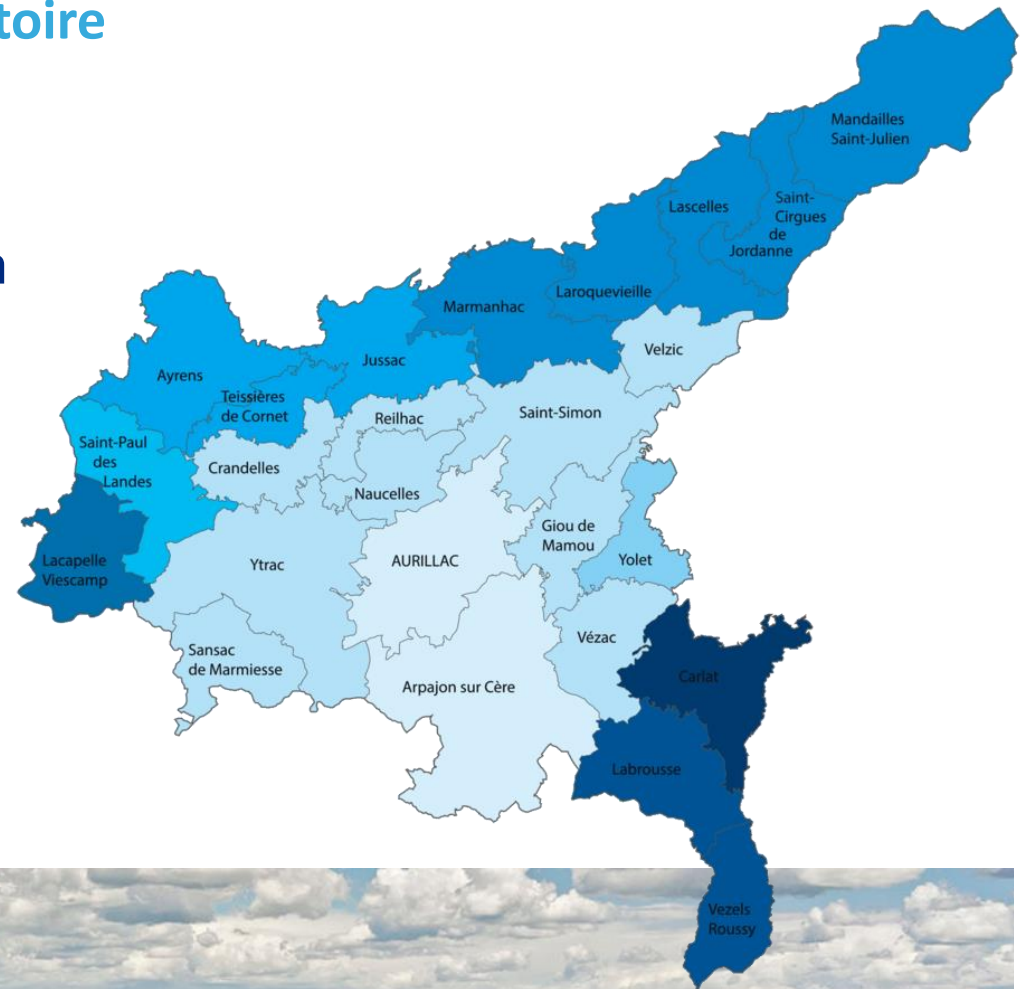 toire
Mandailles
Saint-Julien
Lascelles
Saint-
Cirgues
de
Jordanne
Laroquevieille
Marmanhac
Velzic
Jussac
Ayrens
Teissières
de Cornet
Reilhac
Saint-Simon
Saint-Paul
des
Landes
Crandelles
Naucelles
Giou de
Mamou
Lacapelle
Viescamp
Ytrac
AURILLAC
Yolet
Vézac
Sansac
de Marmiesse
Carlat
Arpajon sur Cère
Labrousse
Vezels
Roussy